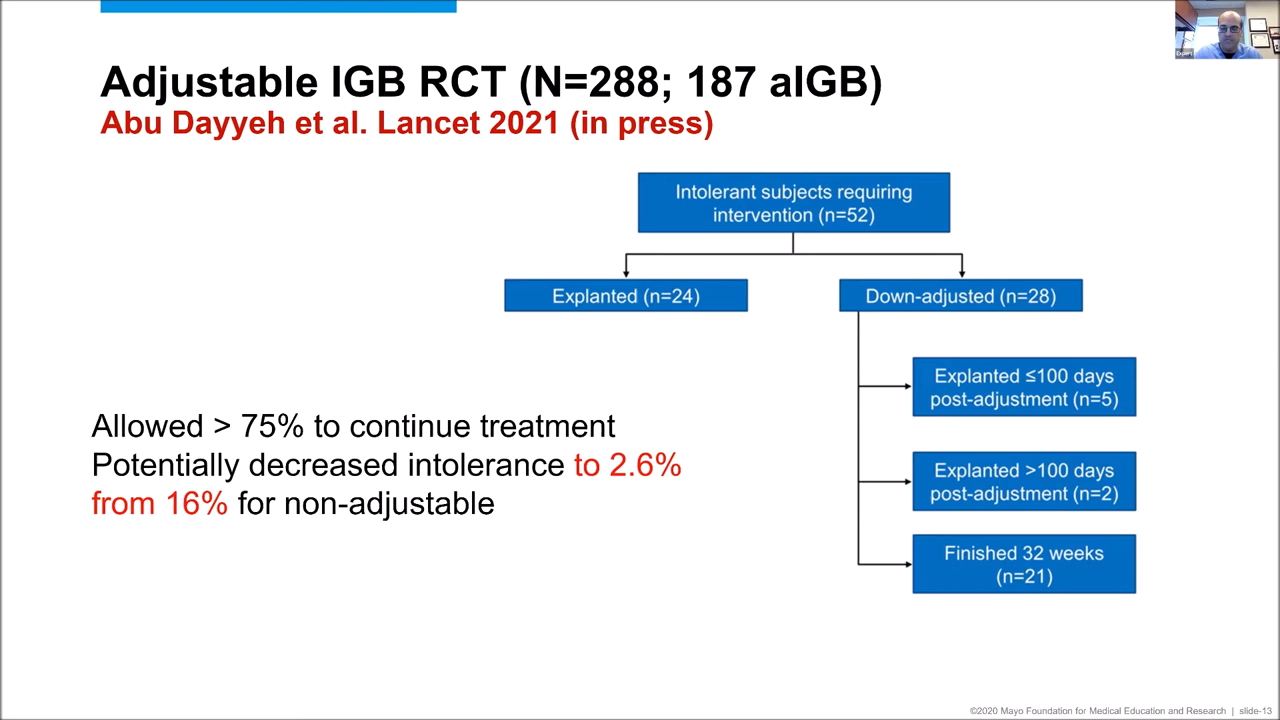 Expert
Adjustable IGB RCT (N=288; 187 aIGB)
Abu Dayyeh et al. Lancet 2021 (in press)
Intolerant subjects requiring
intervention (n=52)
Explanted (n=24)
Down-adjusted (n=28)
Explanted ≤100 days
post-adjustment (n=5)
Allowed > 75% to continue treatment
Potentially decreased intolerance to 2.6%
from 16% for non-adjustable
Explanted >100 days
post-adjustment (n=2)
Finished 32 weeks
(n=21)
©2020 Mayo Foundation for Medical Education and Research | slide-13